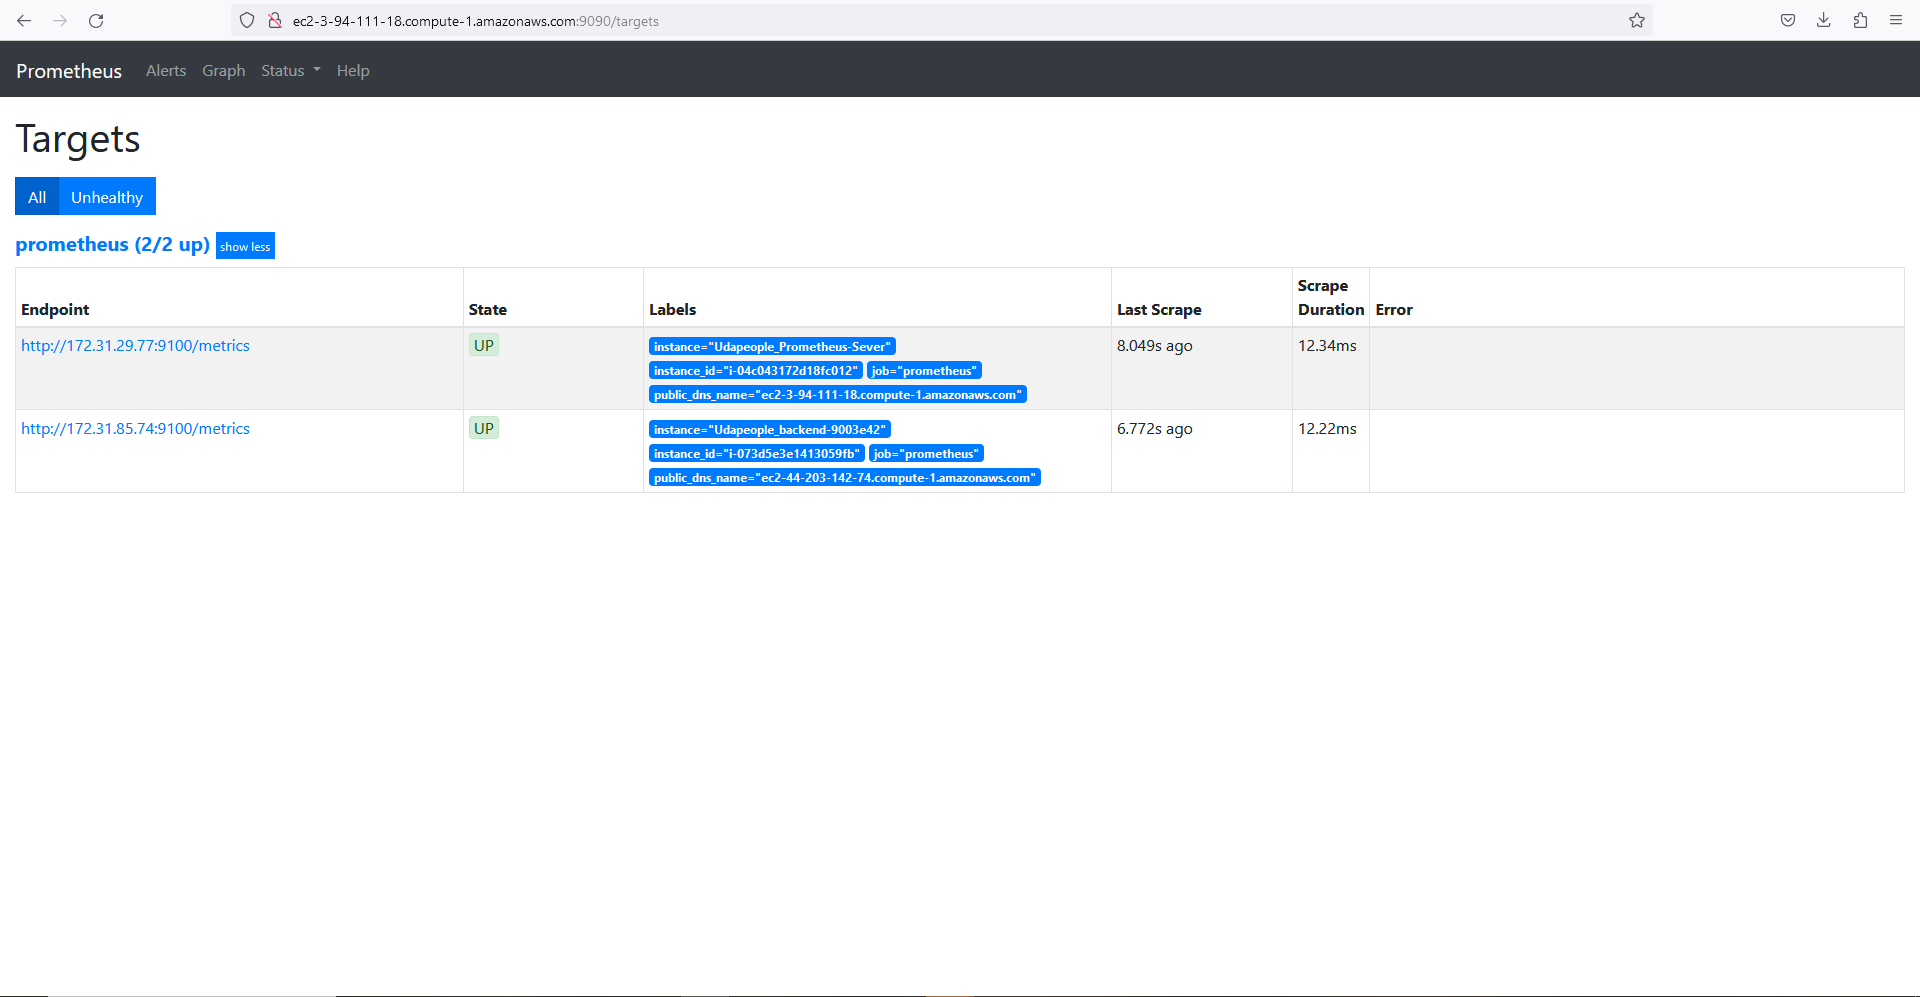 ec2-3-94-111-18.compute-1.amazonaws.com:9090/targets
Prometheus Alerts Graph Status Help
Targets
All Unhealthy
prometheus (2/2 up) show less
Endpoint State Labels Last Scrape Scrape Duration Error
http://172.31.29.77:9100/metrics UP instance="Udapeople_Prometheus-Sever" 8.049s ago 12.34ms
instance_id="i-04c043172d18fc012" job="prometheus"
public_dns_name="ec2-3-94-111-18.compute-1.amazonaws.com"
http://172.31.85.74:9100/metrics UP instance="Udapeople_backend-9003e42" 6.772s ago 12.22ms
instance_id="i-073d5e3e1413059fb" job="prometheus"
public_dns_name="ec2-44-203-142-74.compute-1.amazonaws.com"